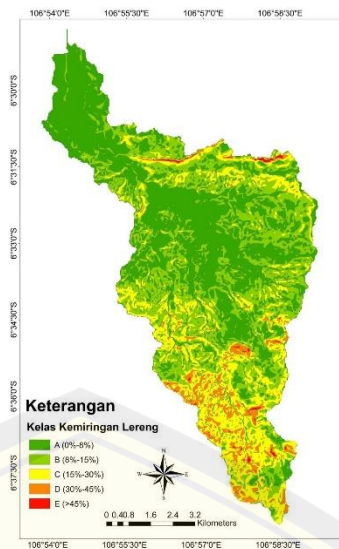 106°54'0"E 106°55'30"E 106°57'0"E 106°58'30"E
6°30'0"S
6°31'30"S
6°33'0"S
6°34'30"S
6°36'0"S
6°37'30"S
Keterangan
Kelas Kemiringan Lereng
A (0%-8%)
B (8%-15%)
C (15%-30%)
D (30%-45%)
E (>45%)
N
W E
S
0 0.4 0.8 1.6 2.4 3.2
Kilometers
106°54'0"E 106°55'30"E 106°57'0"E 106°58'30"E